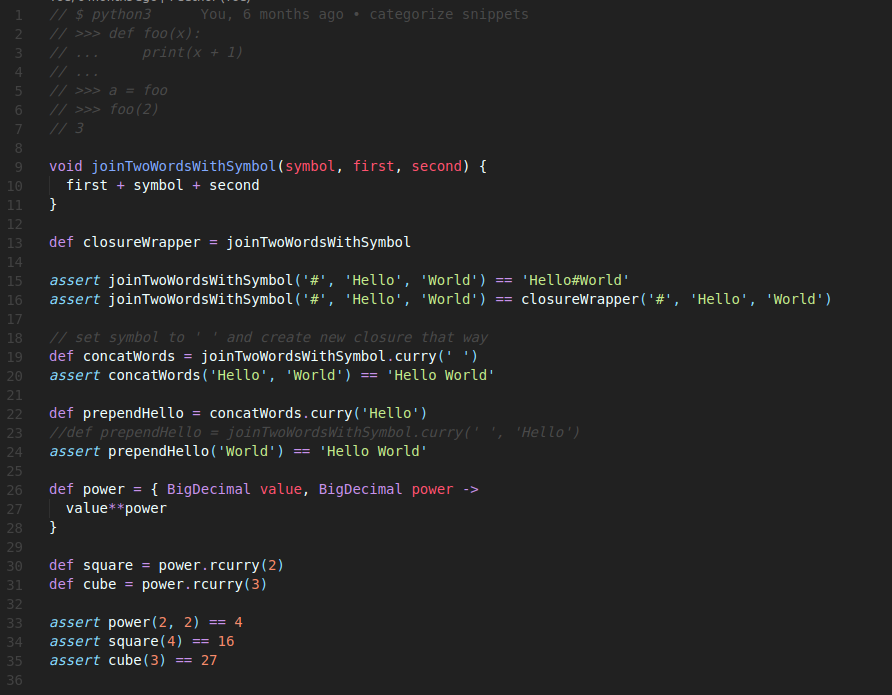 1 // $ python3 You, 6 months ago • categorize snippets
2 // >>> def foo(x):
3 // ... print(x + 1)
4 // ...
5 // >>> a = foo
6 // >>> foo(2)
7 // 3
8
9 void joinTwoWordsWithSymbol(symbol, first, second) {
10 first + symbol + second
11 }
12
13 def closureWrapper = joinTwoWordsWithSymbol
14
15 assert joinTwoWordsWithSymbol('#', 'Hello', 'World') == 'Hello#World'
16 assert joinTwoWordsWithSymbol('#', 'Hello', 'World') == closureWrapper('#', 'Hello', 'World')
17
18 // set symbol to ' ' and create new closure that way
19 def concatWords = joinTwoWordsWithSymbol.curry(' ')
20 assert concatWords('Hello', 'World') == 'Hello World'
21
22 def prependHello = concatWords.curry('Hello')
23 //def prependHello = joinTwoWordsWithSymbol.curry(' ', 'Hello')
24 assert prependHello('World') == 'Hello World'
25
26 def power = { BigDecimal value, BigDecimal power ->
27 value**power
28 }
29
30 def square = power.rcurry(2)
31 def cube = power.rcurry(3)
32
33 assert power(2, 2) == 4
34 assert square(4) == 16
35 assert cube(3) == 27
36